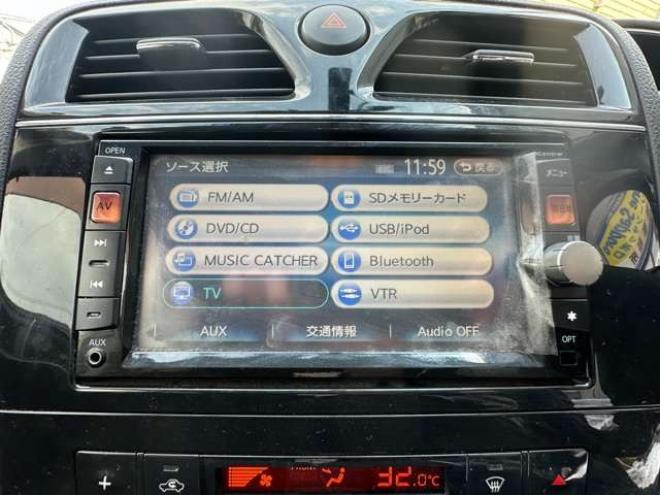 OPEN
ソース選択 11:59 戻る
メニュー
AV
FM/AM SDメモリーカード
DVD/CD USB/iPod
MUSIC CATCHER Bluetooth
TV VTR
AUX 交通情報 Audio OFF
AUX
OPT
32.0℃